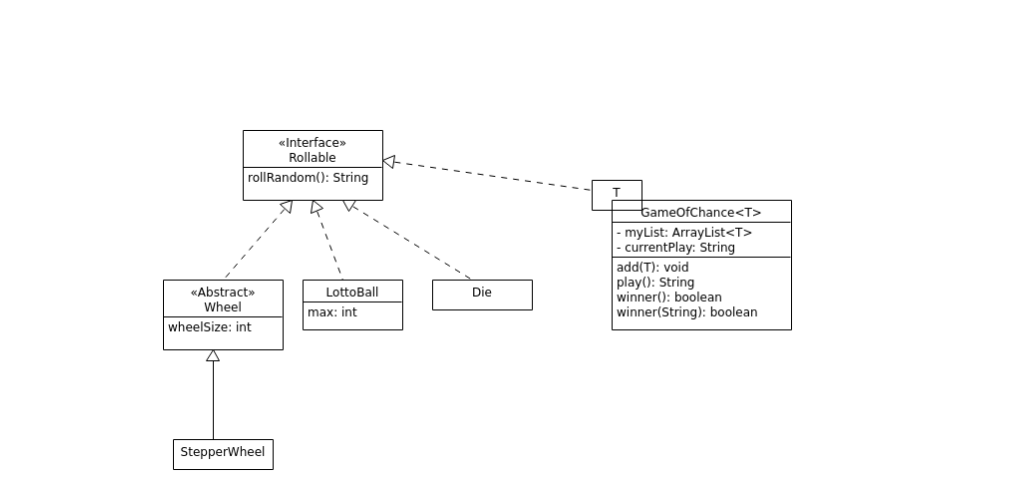 «Interface»
Rollable
rollRandom(): String
T
GameOfChance<T>
- myList: ArrayList<T>
- currentPlay: String
add(T): void
play(): String
winner(): boolean
winner(String): boolean
«Abstract»
Wheel
wheelSize: int
LottoBall
max: int
Die
StepperWheel